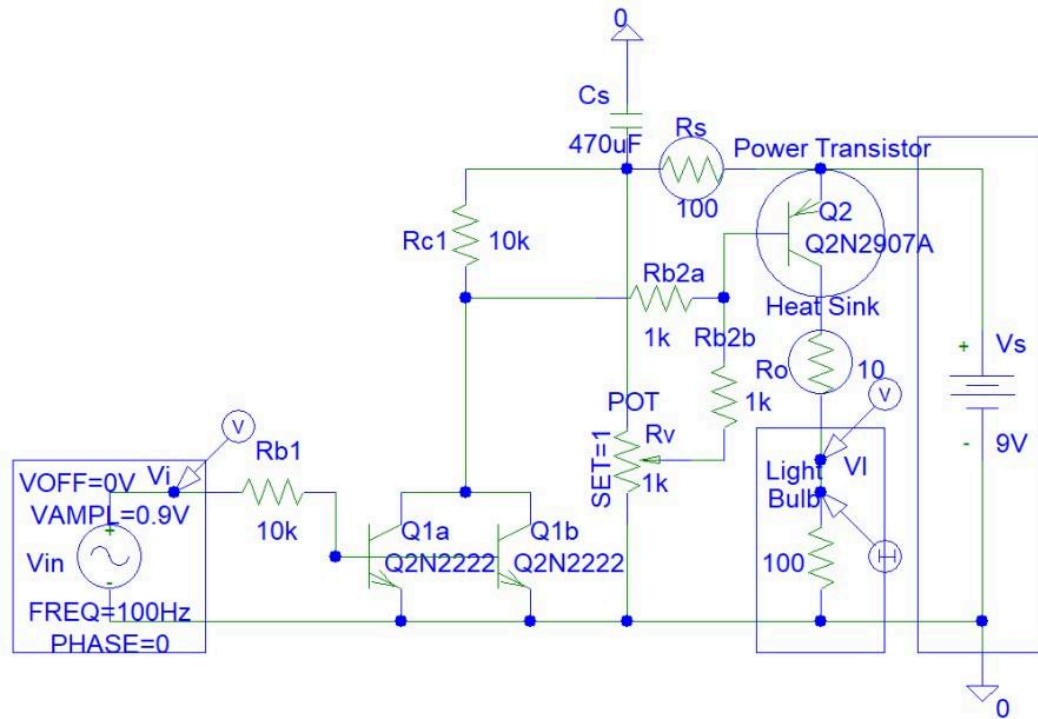 0
Cs
470uF
Rs
100
Power Transistor
Q2
Q2N2907A
Rc1
10k
Rb2a
1k
Heat Sink
Rb2b
1k
Ro
10
V
Vs
+
-
9V
POT
Rv
SET=1
1k
V
Light
Bulb
Vl
100
Rb1
10k
VOFF=0V
Vi
VAMPL=0.9V
Vin
+
-
FREQ=100Hz
PHASE=0
Q1a
Q2N2222
Q1b
Q2N2222
0